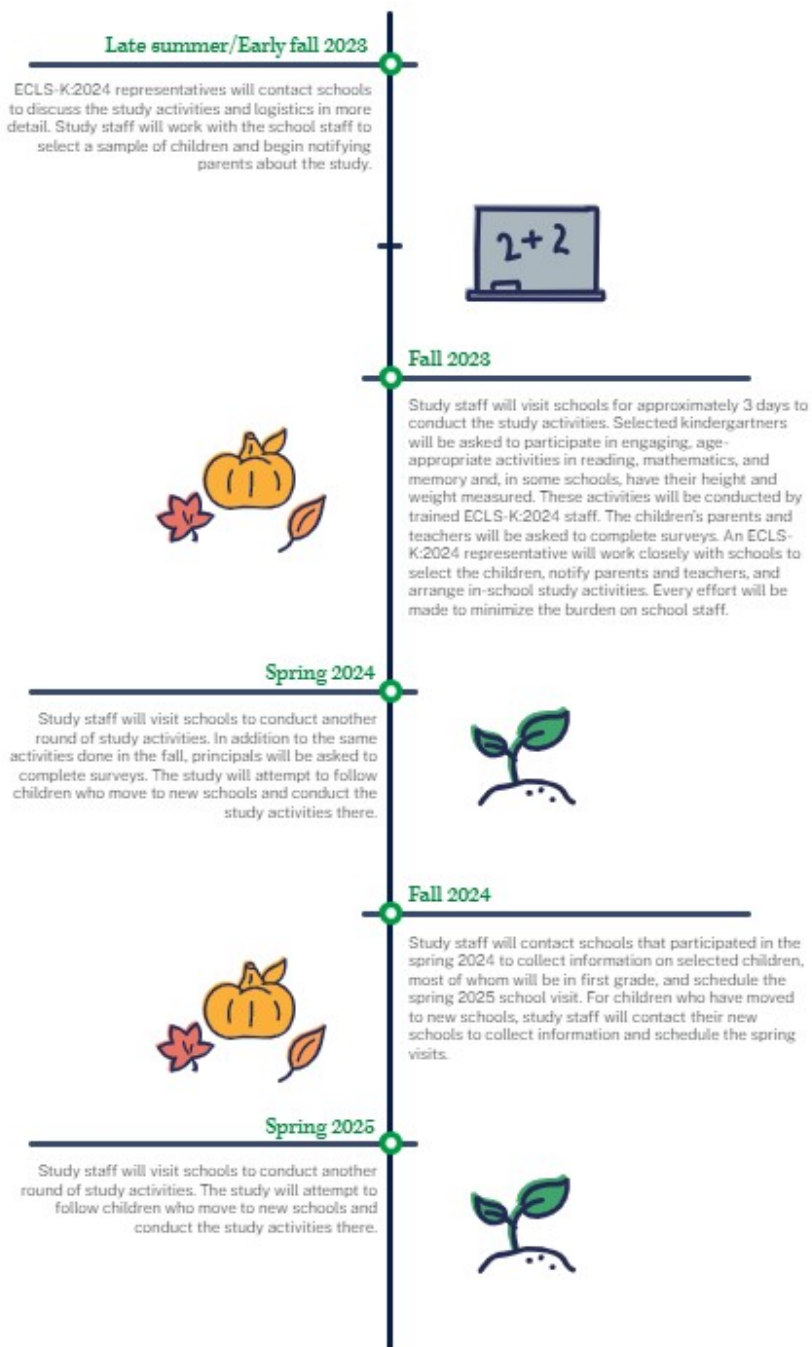 Late summer/Early fall 2023
ECLS-K:2024 representatives will contact schools
to discuss the study activities and logistics in more
detail. Study staff will work with the school staff to
select a sample of children and begin notifying
parents about the study.
2+2
Fall 2023
Study staff will visit schools for approximately 3 days to
conduct the study activities. Selected kindergartners
will be asked to participate in engaging, age-
appropriate activities in reading, mathematics, and
memory and, in some schools, have their height and
weight measured. These activities will be conducted by
trained ECLS-K:2024 staff. The children's parents and
teachers will be asked to complete surveys. An ECLS-
K:2024 representative will work closely with schools to
select the children, notify parents and teachers, and
arrange in-school study activities. Every effort will be
made to minimize the burden on school staff.
Spring 2024
Study staff will visit schools to conduct another
round of study activities. In addition to the same
activities done in the fall, principals will be asked to
complete surveys. The study will attempt to follow
children who move to new schools and conduct the
study activities there.
Fall 2024
Study staff will contact schools that participated in the
spring 2024 to collect information on selected children,
most of whom will be in first grade, and schedule the
spring 2025 school visit. For children who have moved
to new schools, study staff will contact their new
schools to collect information and schedule the spring
visits.
Spring 2025
Study staff will visit schools to conduct another
round of study activities. The study will attempt to
follow children who move to new schools and
conduct the study activities there.